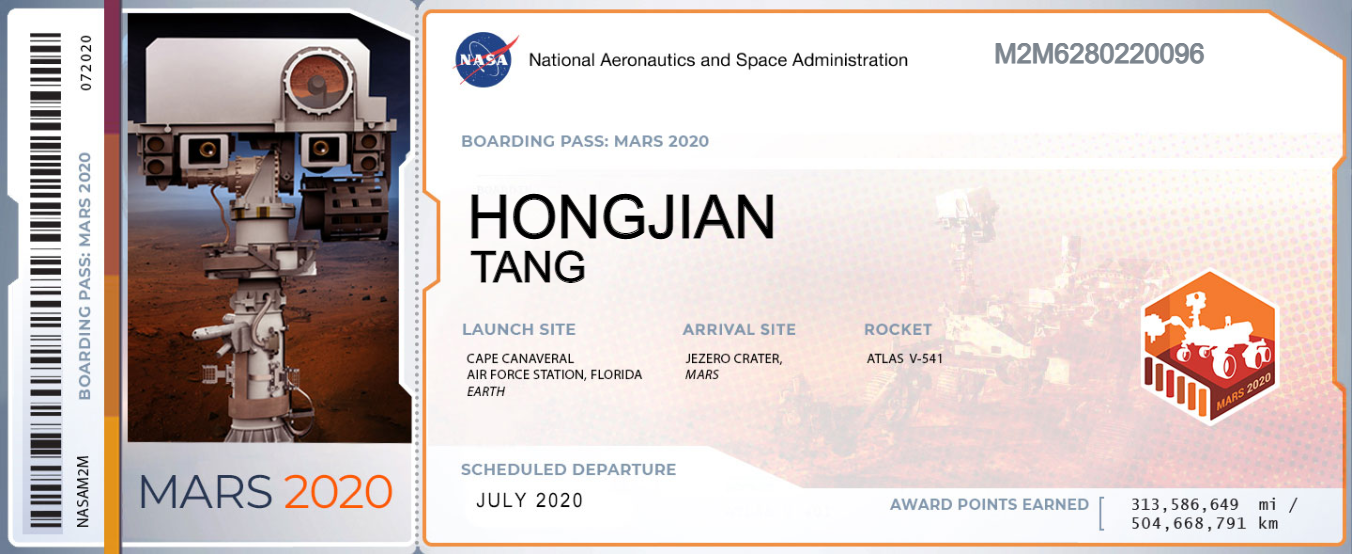 072020
BOARDING PASS: MARS 2020
NASAM2M
MARS 2020
NASA
National Aeronautics and Space Administration
M2M6280220096
BOARDING PASS: MARS 2020
HONGJIAN
TANG
LAUNCH SITE
CAPE CANAVERAL
AIR FORCE STATION, FLORIDA
EARTH
ARRIVAL SITE
JEZERO CRATER,
MARS
ROCKET
ATLAS V-541
MARS 2020
SCHEDULED DEPARTURE
JULY 2020
AWARD POINTS EARNED
313,586,649 mi /
504,668,791 km